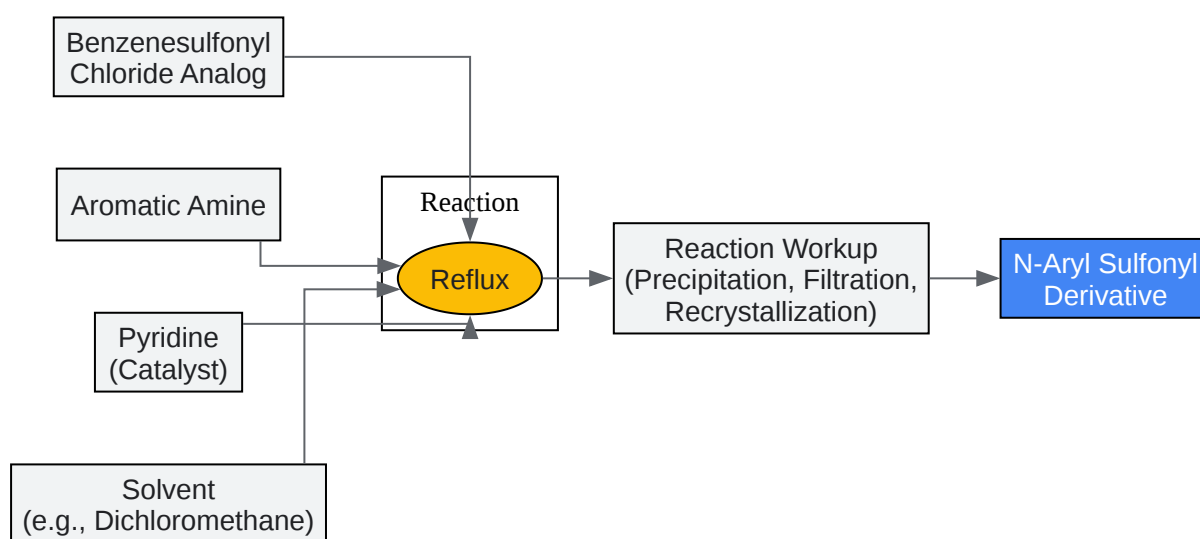 Benzenesulfonyl
Chloride Analog
Aromatic Amine
Reaction
Reflux
Reaction Workup
(Precipitation, Filtration,
Recrystallization)
N-Aryl Sulfonyl
Derivative
Pyridine
(Catalyst)
Solvent
(e.g., Dichloromethane)